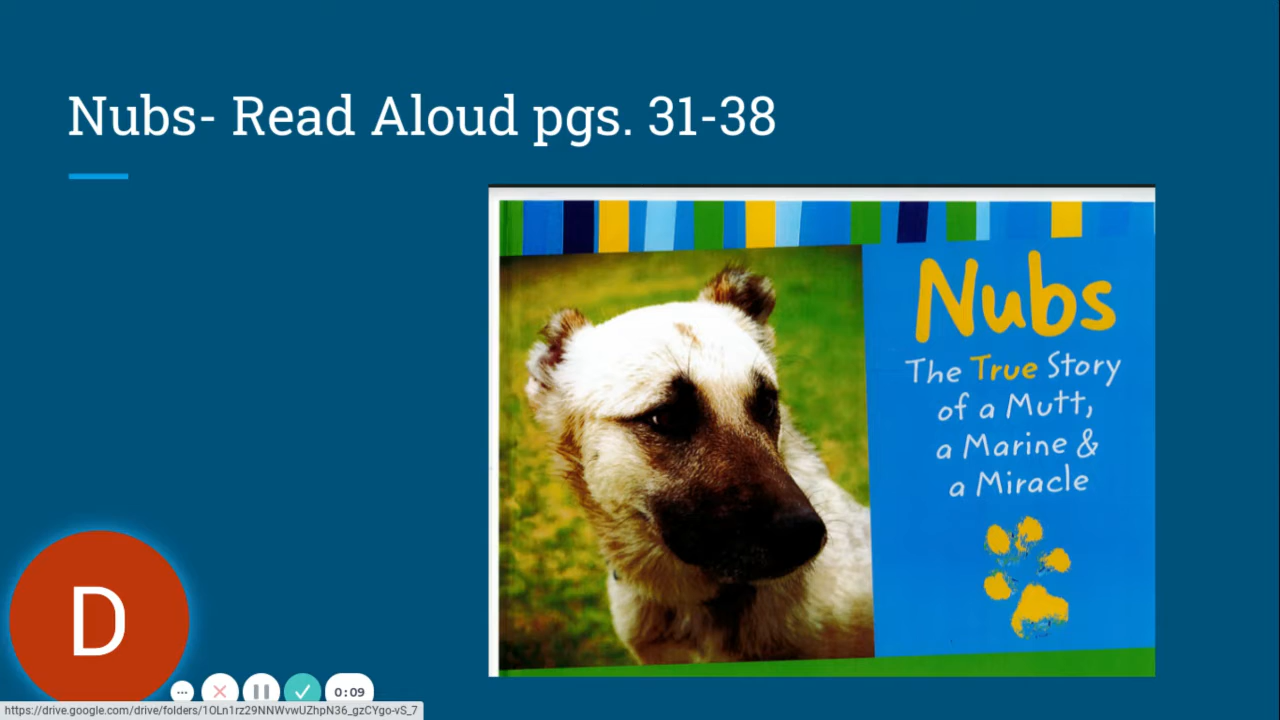 Nubs- Read Aloud pgs. 31-38
Nubs
The True Story
of a Mutt,
a Marine &
a Miracle
D
0:09
https://drive.google.com/drive/folders/1OLn1rz29NNWvwUZhpN36_gzCYgo-vS_7